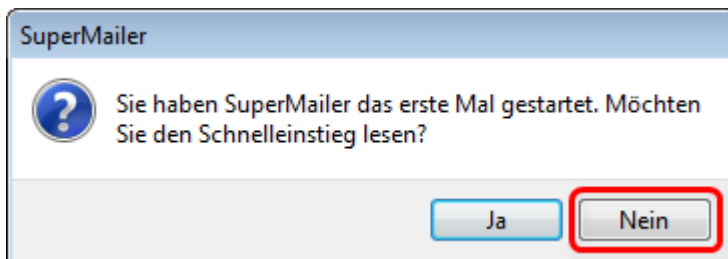 SuperMailer
Sie haben SuperMailer das erste Mal gestartet. Möchten
Sie den Schnelleinstieg lesen?
Ja
Nein